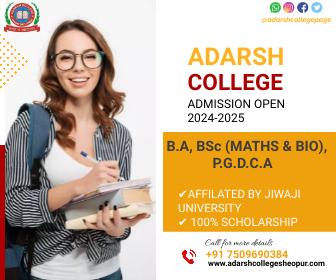 @adarshcollegepage
ADARSH
COLLEGE
ADMISSION OPEN
2024-2025
B.A, BSc (MATHS & BIO),
P.G.D.C.A
✔AFFILATED BY JIWAJI
UNIVERSITY
✔ 100% SCHOLARSHIP
Call for more details
+91 7509690384
www.adarshcollegesheopur.com